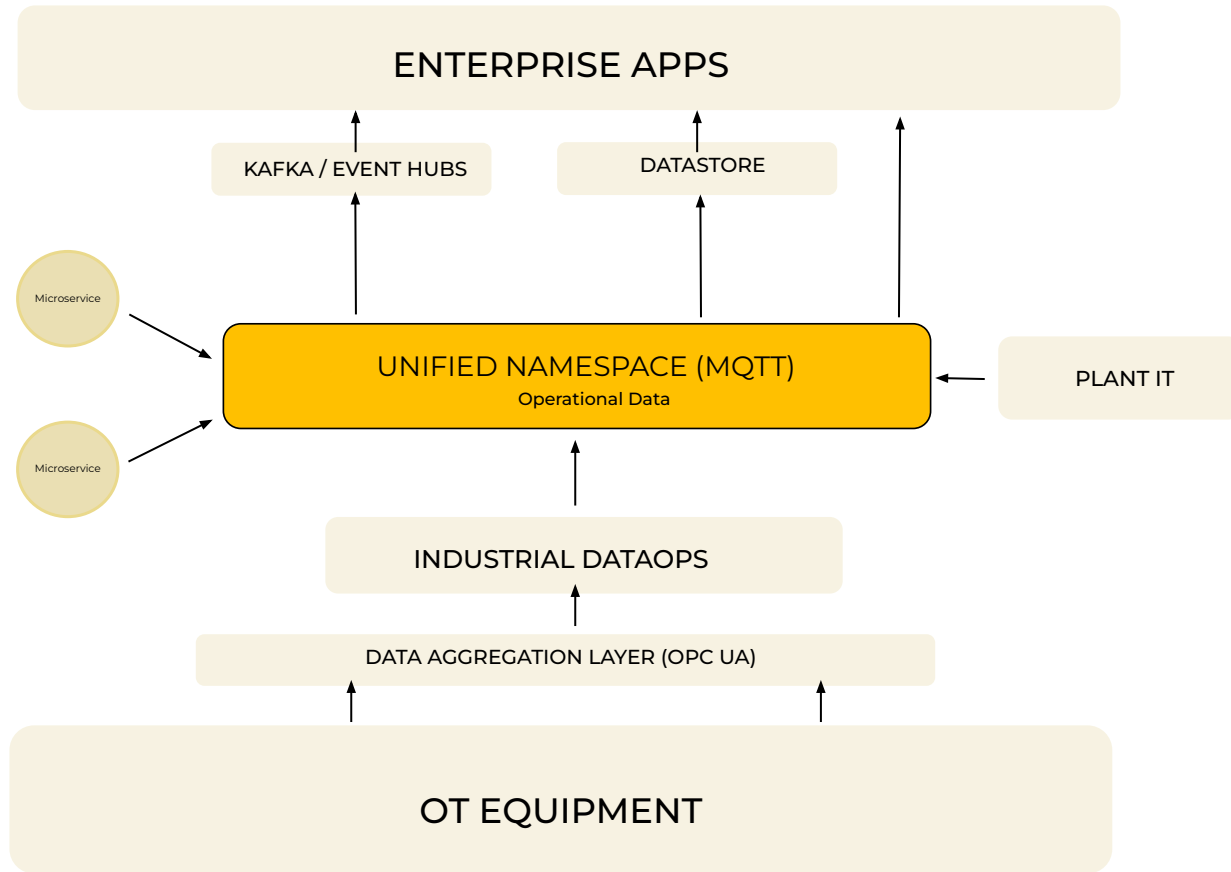 ENTERPRISE APPS
KAFKA / EVENT HUBS
DATASTORE
Microservice
UNIFIED NAMESPACE (MQTT)
Operational Data
PLANT IT
Microservice
INDUSTRIAL DATAOPS
DATA AGGREGATION LAYER (OPC UA)
OT EQUIPMENT